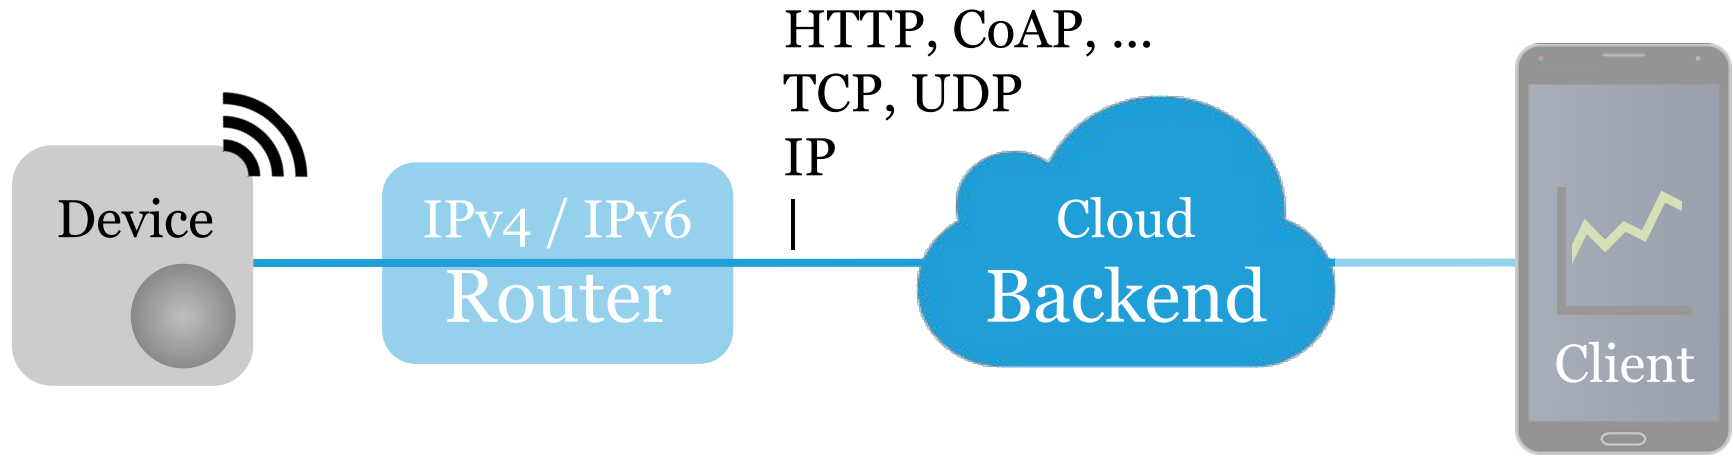 HTTP, CoAP, ...
TCP, UDP
IP
|
Device
IPv4 / IPv6
Router
Cloud
Backend
Client